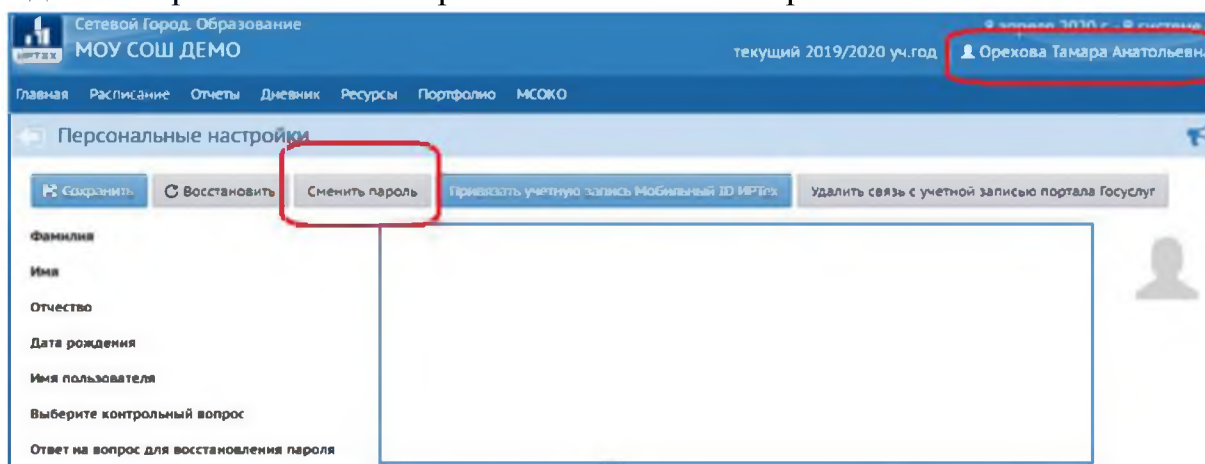 Сетевой Город. Образование
МОУ СОШ ДЕМО
текущий 2019/2020 уч.год
Орехова Тамара Анатольевн
Главная Расписание Отчеты Дневник Ресурсы Портфолио МСОКО
Персональные настройки
Сохранить
Восстановить
Сменить пароль
Привязать учетную запись Мобильный ID ИРТех
Удалить связь с учетной записью портала Госуслуг
Фамилия
Имя
Отчество
Дата рождения
Имя пользователя
Выберите контрольный вопрос
Ответ на вопрос для восстановления пароля